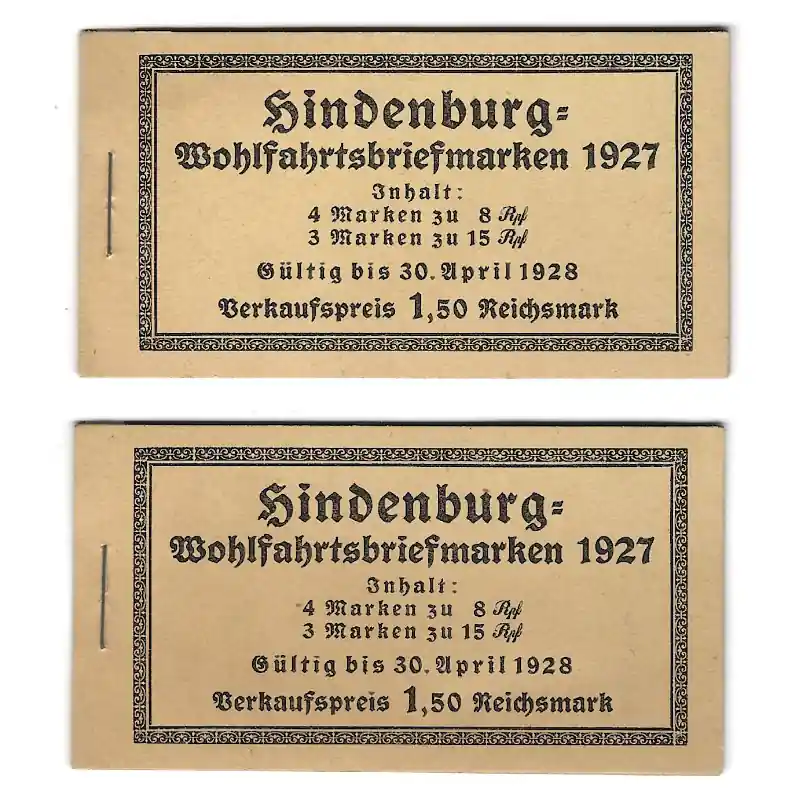 Hindenburg=
Wohlfahrtsbriefmarken 1927
Inhalt:
4 Marken zu 8 Rpf
3 Marken zu 15 Rpf
Gültig bis 30. April 1928
Verkaufspreis 1,50 Reichsmark
Hindenburg=
Wohlfahrtsbriefmarken 1927
Inhalt:
4 Marken zu 8 Rpf
3 Marken zu 15 Rpf
Gültig bis 30. April 1928
Verkaufspreis 1,50 Reichsmark